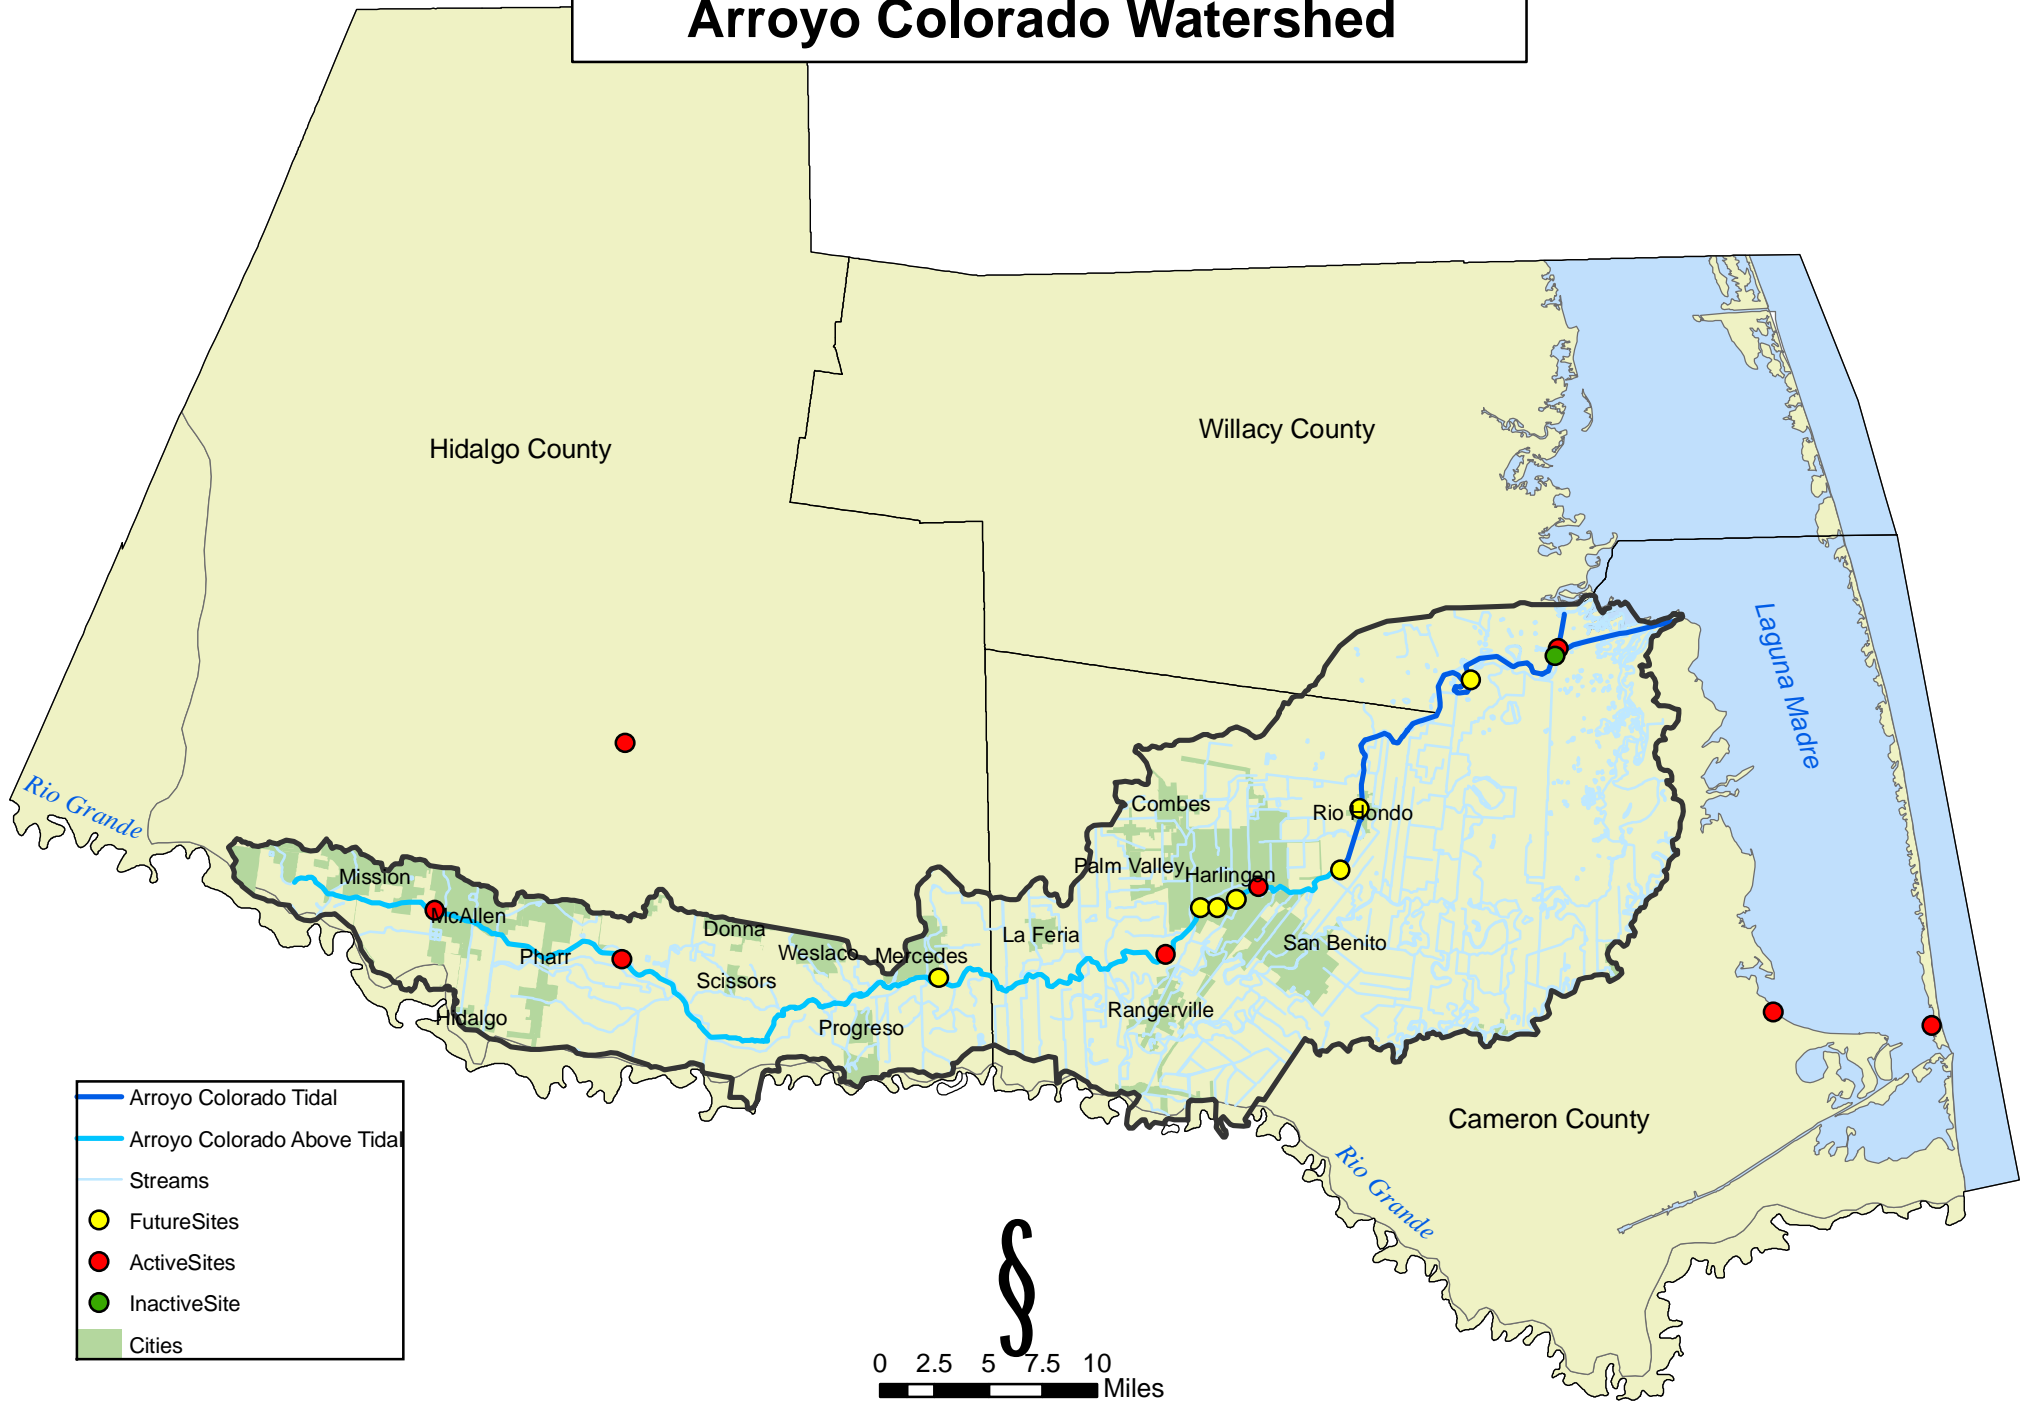 Arroyo Colorado Watershed
Hidalgo County
Willacy County
Laguna Madre
Rio Grande
Combes
Rio Hondo
Mission
Palm Valley
Harlingen
McAllen
Donna
La Feria
San Benito
Pharr
Weslaco
Mercedes
Scissors
Hidalgo
Progreso
Rangerville
Cameron County
Rio Grande
Arroyo Colorado Tidal
Arroyo Colorado Above Tidal
Streams
FutureSites
ActiveSites
InactiveSite
Cities
§
0 2.5 5 7.5 10
Miles